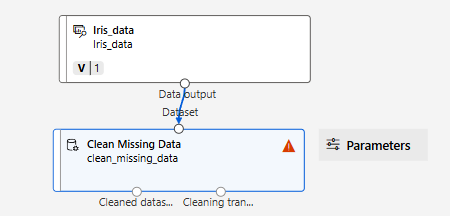 Iris_data
Iris_data
V | 1
Data output
Dataset
Clean Missing Data
clean_missing_data
Parameters
Cleaned datas...
Cleaning tran...